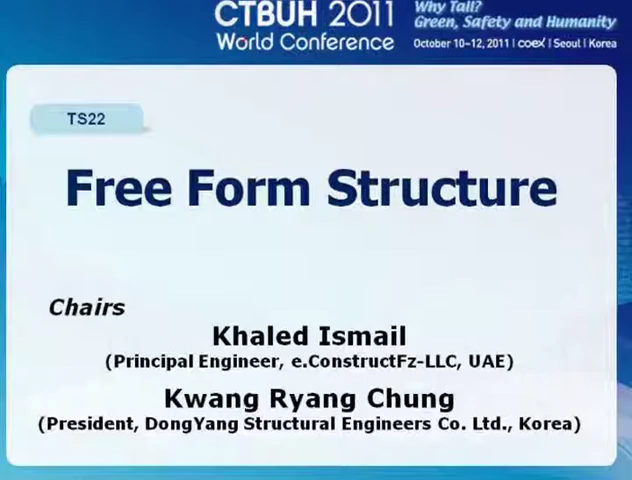 CTBUH 2011
World Conference
Why Tall?
Green, Safety and Humanity
October 10-12, 2011 | coex | Seoul | Korea
TS22
Free Form Structure
Chairs
Khaled Ismail
(Principal Engineer, e.ConstructFz-LLC, UAE)
Kwang Ryang Chung
(President, DongYang Structural Engineers Co. Ltd., Korea)